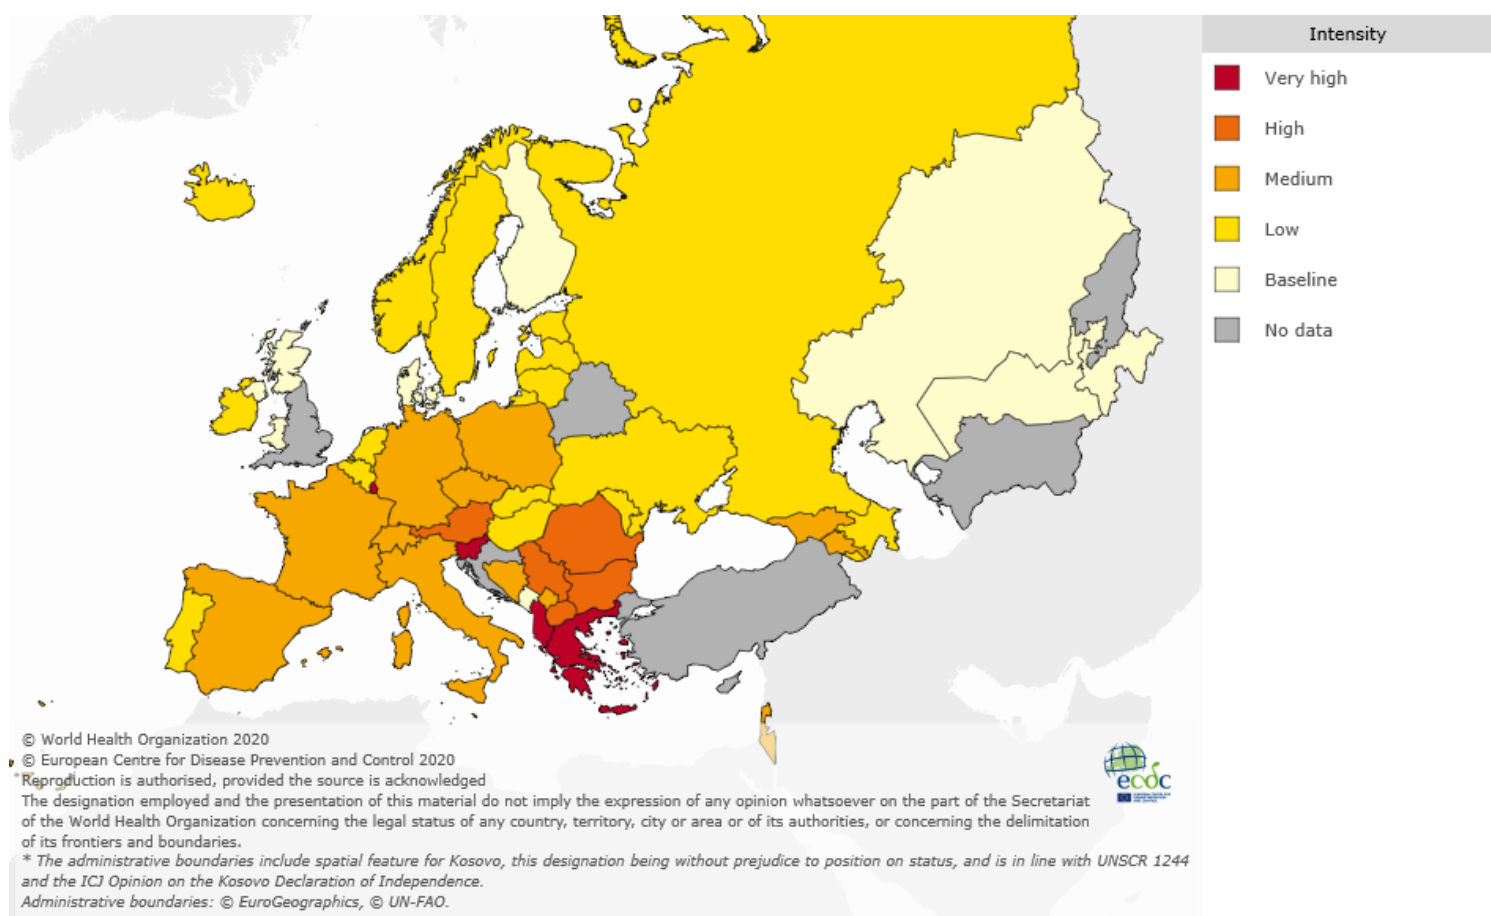 Intensity
Very high
High
Medium
Low
Baseline
No data
© World Health Organization 2020
© European Centre for Disease Prevention and Control 2020
Reproduction is authorised, provided the source is acknowledged
The designation employed and the presentation of this material do not imply the expression of any opinion whatsoever on the part of the Secretariat
of the World Health Organization concerning the legal status of any country, territory, city or area or of its authorities, or concerning the delimitation
of its frontiers and boundaries.
* The administrative boundaries include spatial feature for Kosovo, this designation being without prejudice to position on status, and is in line with UNSCR 1244
and the ICJ Opinion on the Kosovo Declaration of Independence.
Administrative boundaries: © EuroGeographics, © UN-FAO.
ecdc